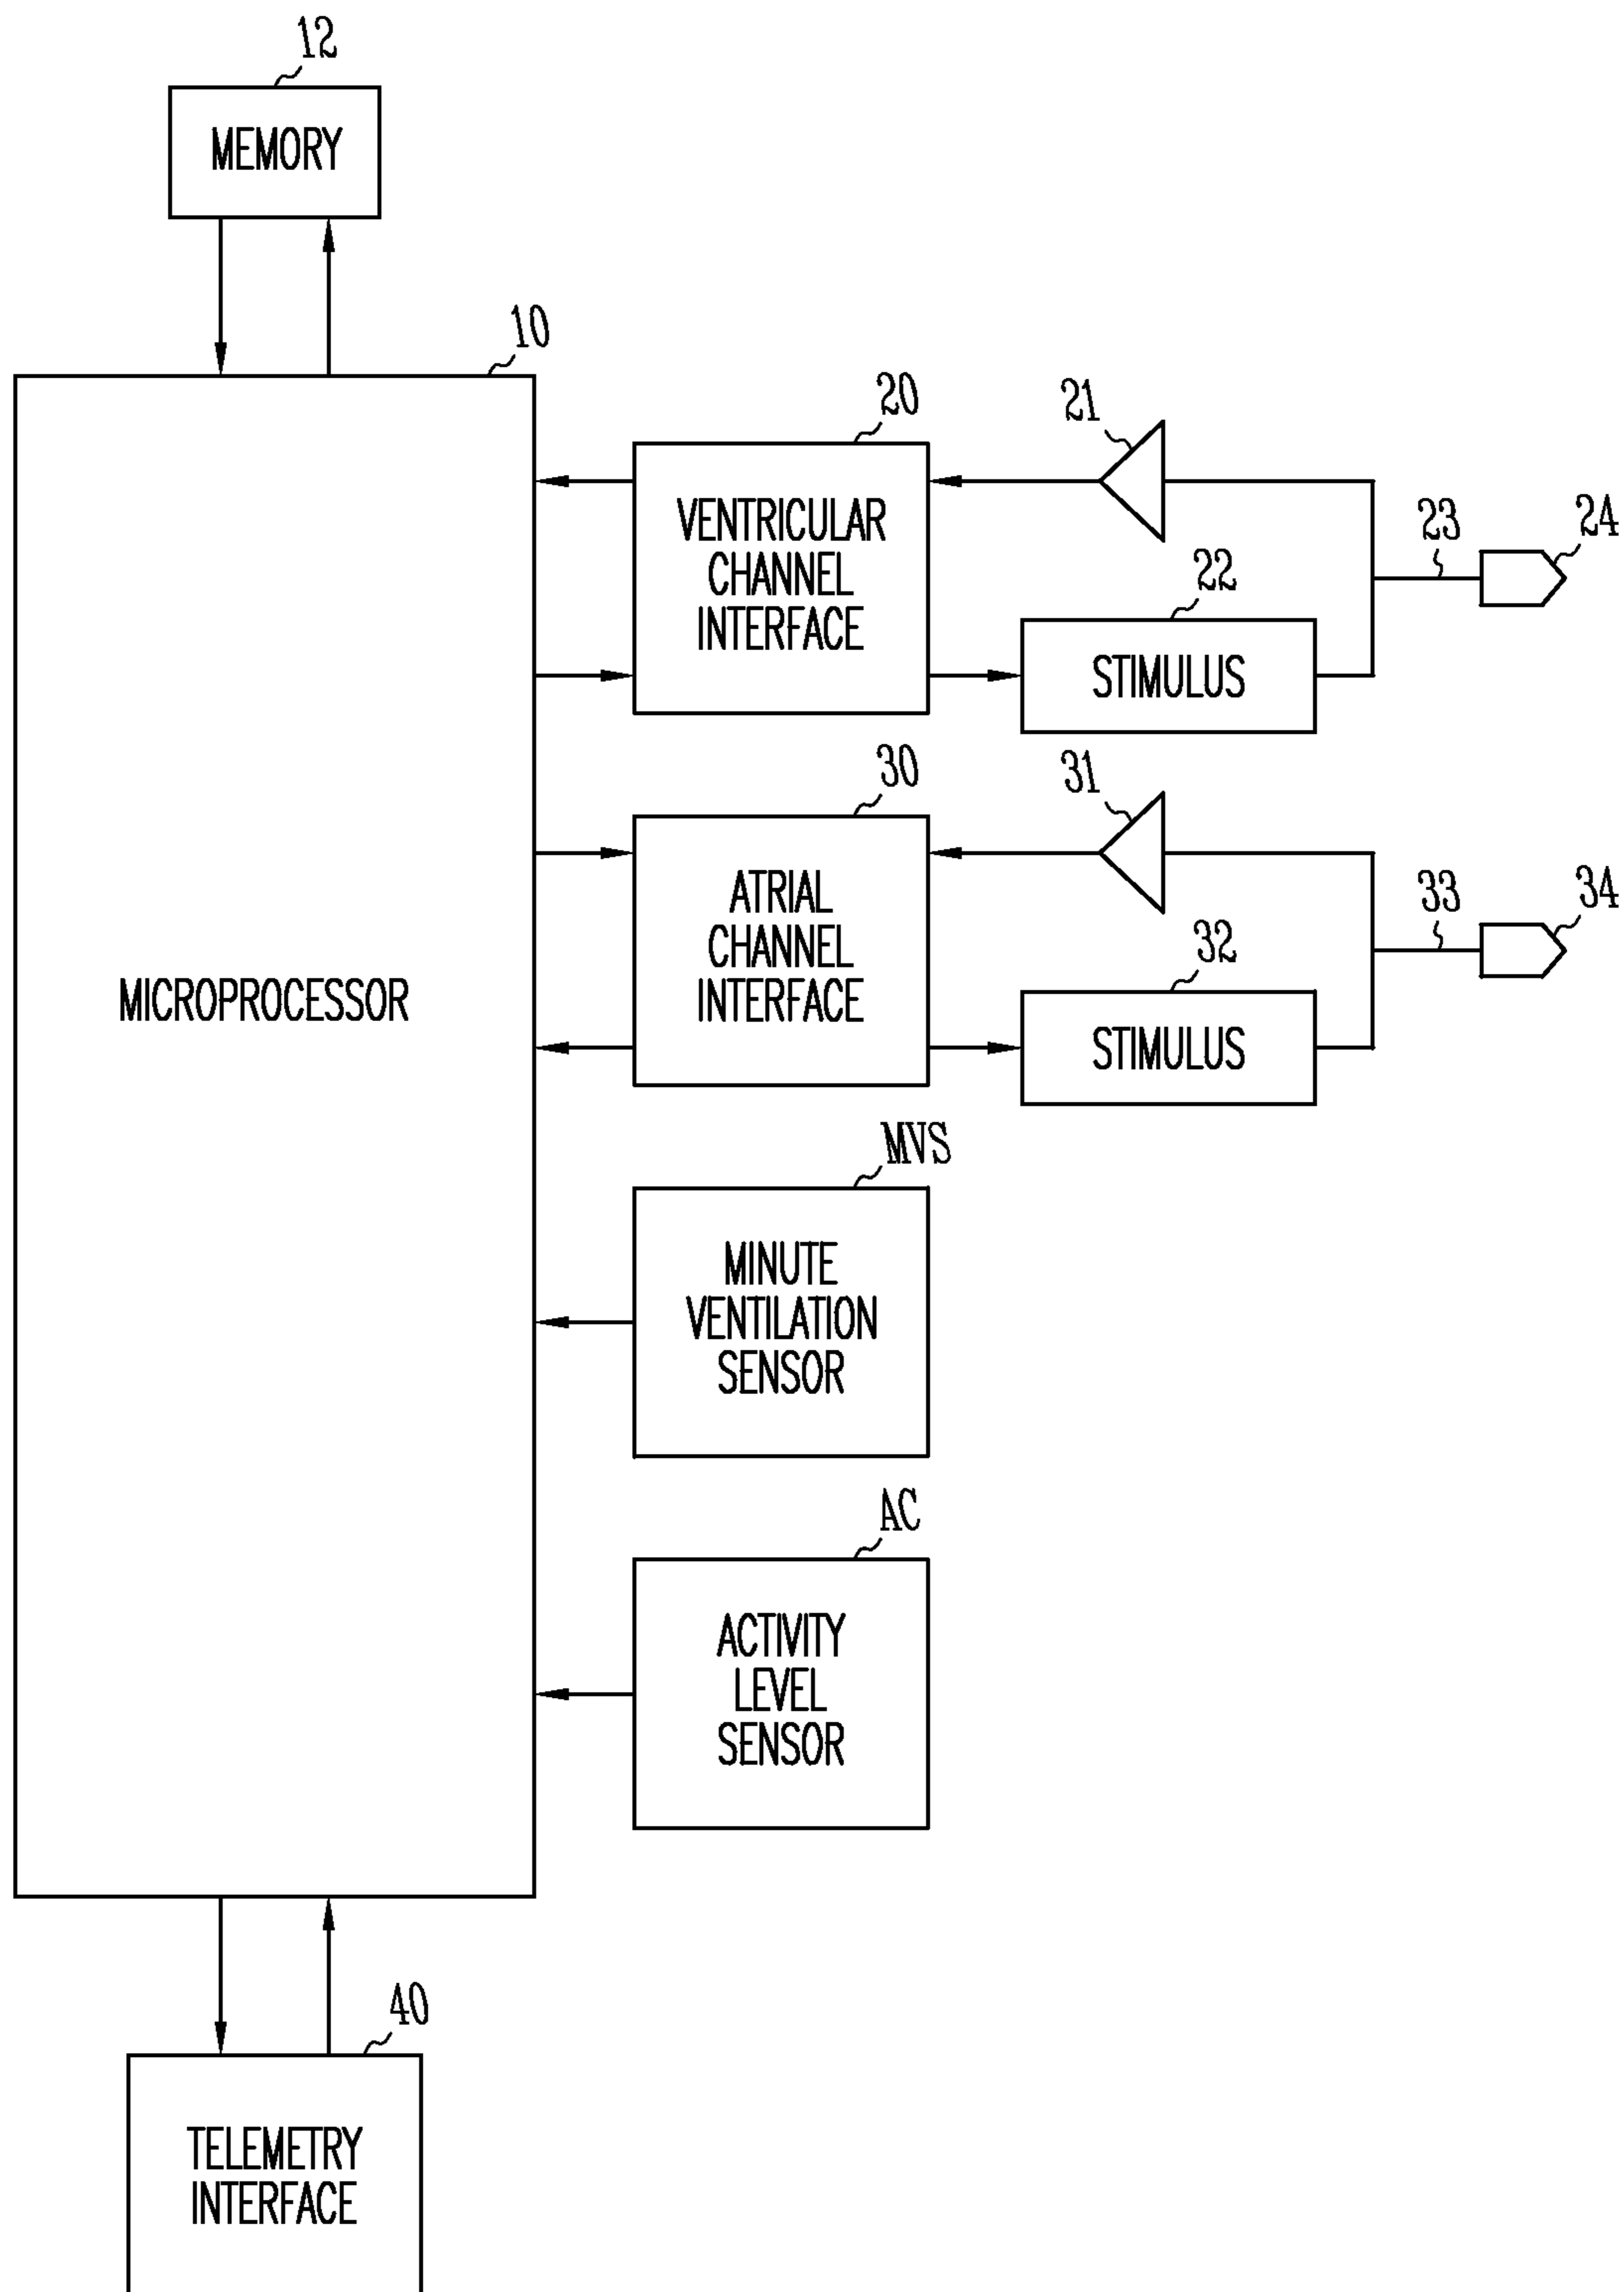 12
MEMORY
10
MICROPROCESSOR
20
VENTRICULAR
CHANNEL
INTERFACE
21
22
STIMULUS
23
24
30
ATRIAL
CHANNEL
INTERFACE
31
32
STIMULUS
33
34
MVS
MINUTE
VENTILATION
SENSOR
AC
ACTIVITY
LEVEL
SENSOR
40
TELEMETRY
INTERFACE